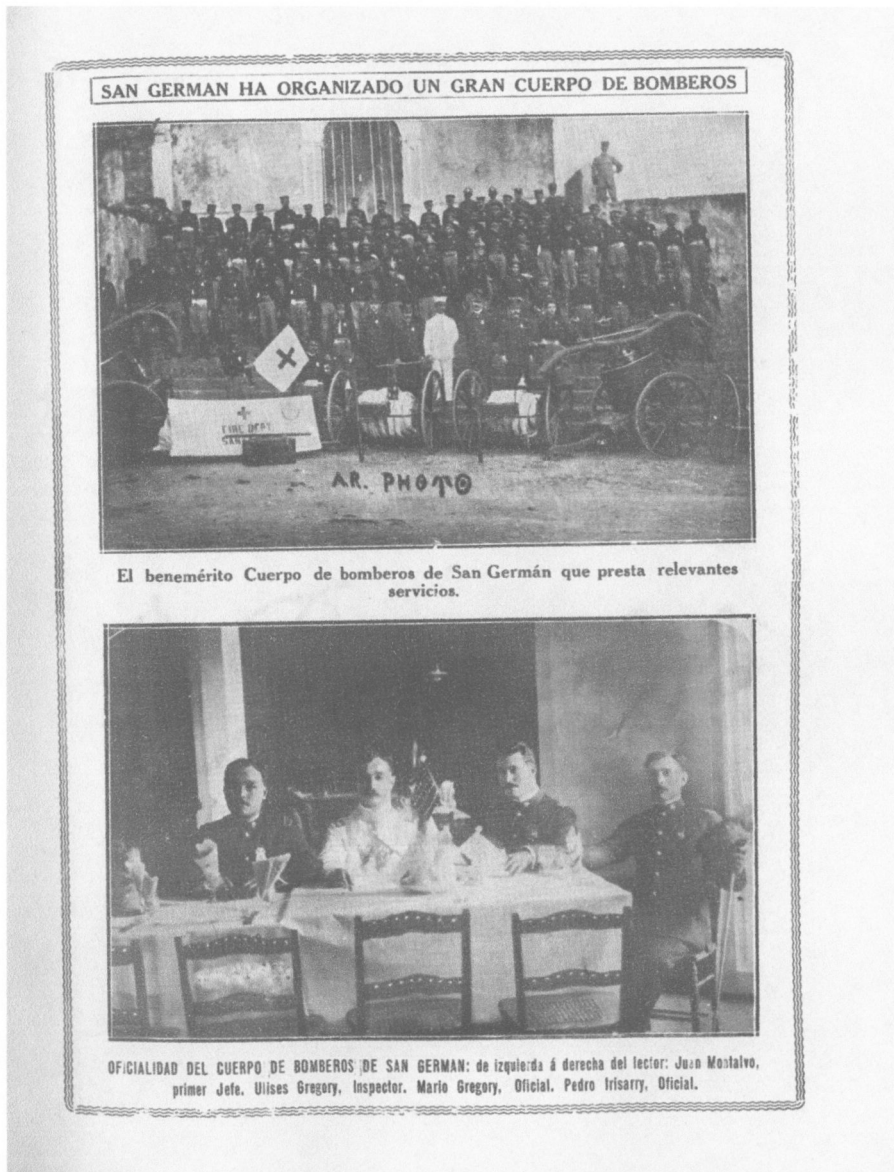 SAN GERMAN HA ORGANIZADO UN GRAN CUERPO DE BOMBEROS
FIRE DEPT.
SAN
A.R. PHOTO
El benemérito Cuerpo de bomberos de San Germán que presta relevantes
servicios.
OFICIALIDAD DEL CUERPO DE BOMBEROS DE SAN GERMAN: de izquierda á derecha del lector: Juan Montalvo,
primer Jefe. Ulises Gregory, Inspector. Mario Gregory, Oficial. Pedro Irisarry, Oficial.